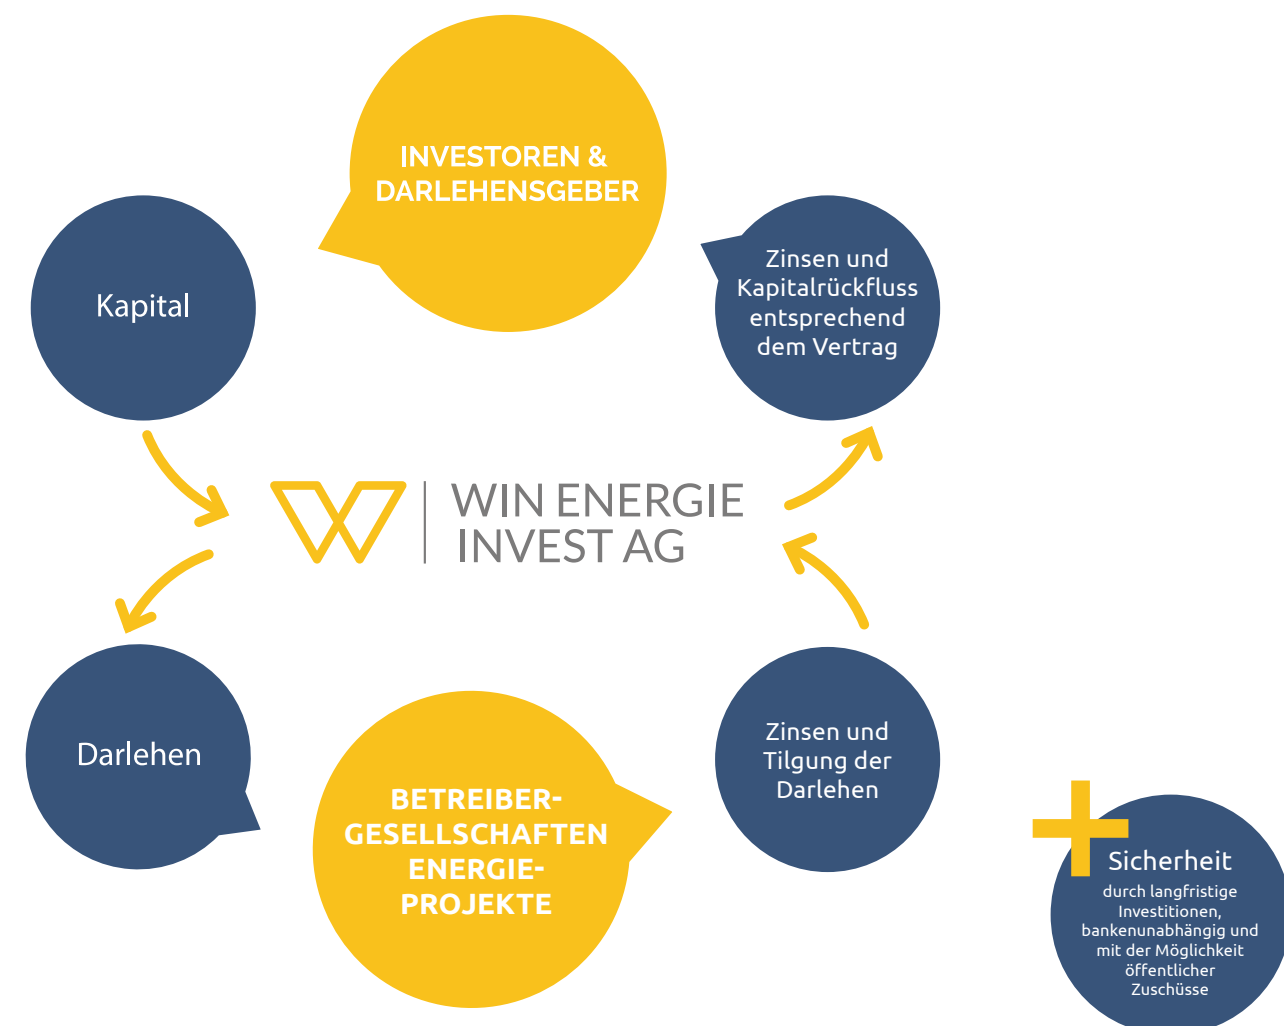 INVESTOREN &
DARLEHENSGEBER
Kapital
Zinsen und
Kapitalrückfluss
entsprechend
dem Vertrag
WIN ENERGIE
INVEST AG
Darlehen
BETREIBER-
GESELLSCHAFTEN
ENERGIE-
PROJEKTE
Zinsen und
Tilgung der
Darlehen
Sicherheit
durch langfristige
Investitionen,
bankenunabhängig und
mit der Möglichkeit
öffentlicher
Zuschüsse